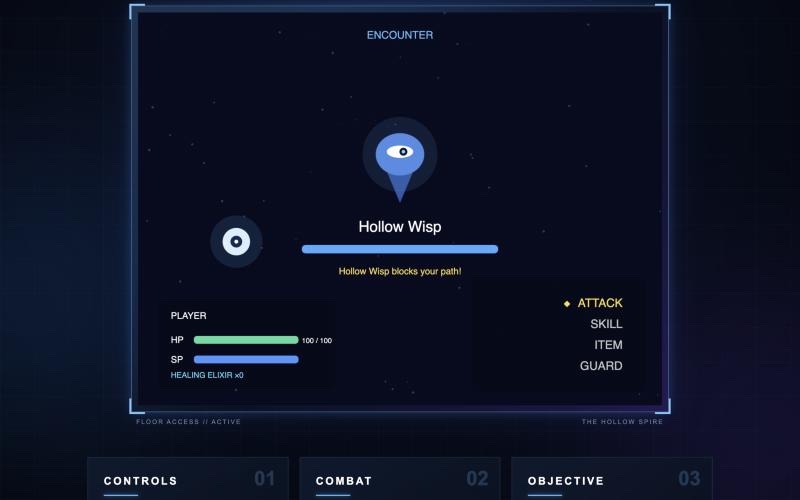 ENCOUNTER
Hollow Wisp
Hollow Wisp blocks your path!
PLAYER
HP 100 / 100
SP
HEALING ELIXIR ×0
◆ ATTACK
SKILL
ITEM
GUARD
FLOOR ACCESS // ACTIVE
THE HOLLOW SPIRE
CONTROLS 01
COMBAT 02
OBJECTIVE 03